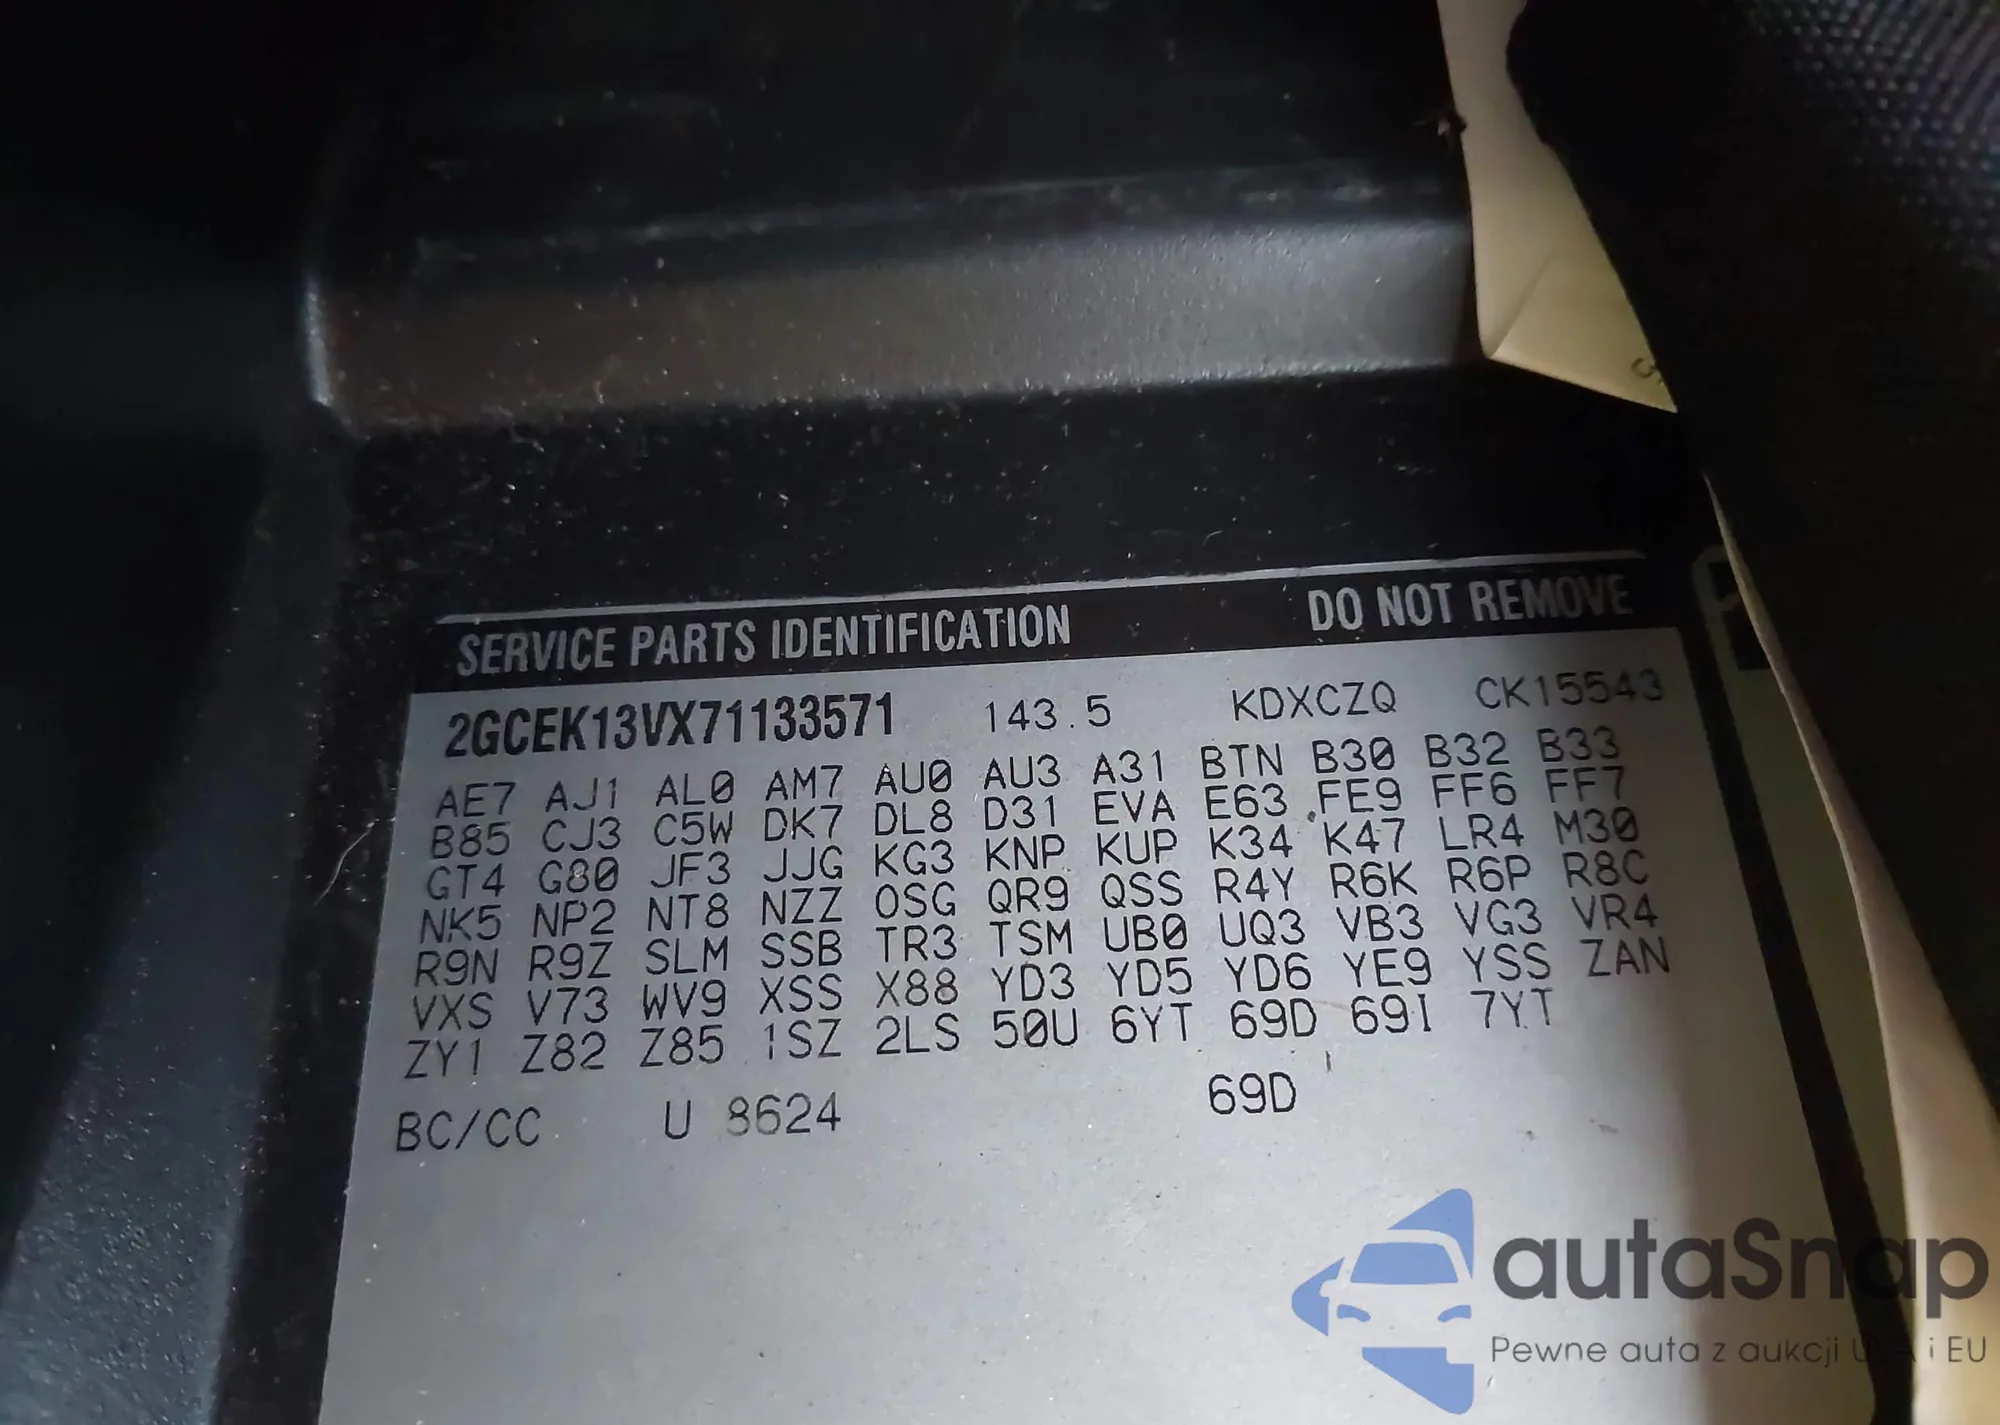 SERVICE PARTS IDENTIFICATION DO NOT REMOVE
2GCEK13VX71133571 143.5 KDXCZQ CK15543
AE7 AJ1 AL0 AM7 AU0 AU3 A31 BTN B30 B32 B33
B85 CJ3 C5W DK7 DL8 D31 EVA E63 FE9 FF6 FF7
GT4 G80 JF3 JJG KG3 KNP KUP K34 K47 LR4 M30
NK5 NP2 NT8 NZZ OSG QR9 QSS R4Y R6K R6P R8C
R9N R9Z SLM SSB TR3 TSM UB0 UQ3 VB3 VG3 VR4
VXS V73 WV9 XSS X88 YD3 YD5 YD6 YE9 YSS ZAN
ZY1 Z82 Z85 1SZ 2LS 50U 6YT 69D 69I 7YT
BC/CC U 8624 69D
autaSnap
Pewne auta z aukcji USA i EU